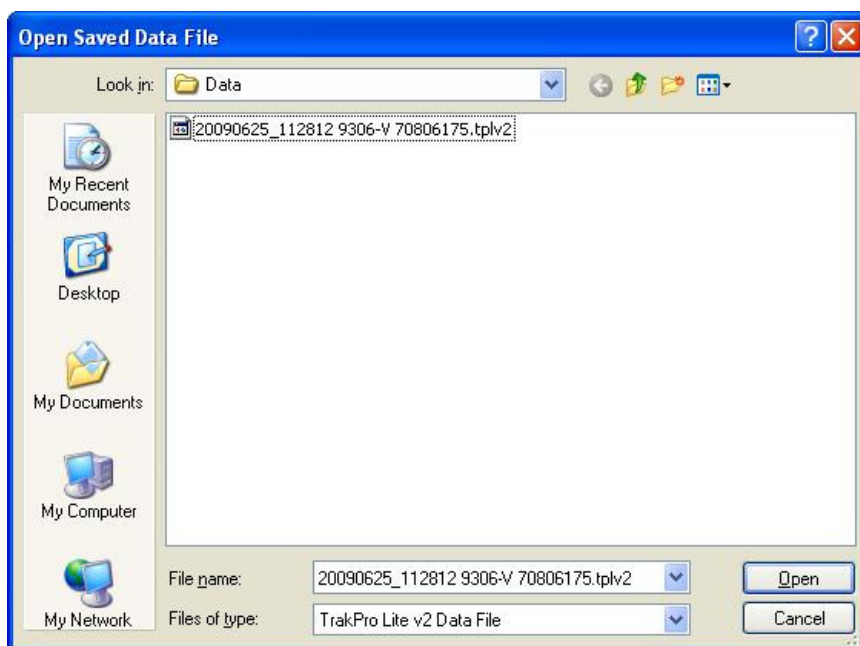 Open Saved Data File
Look in:
Data
20090625_112812 9306-V 70806175.tplv2
My Recent
Documents
Desktop
My Documents
My Computer
My Network
File name:
20090625_112812 9306-V 70806175.tplv2
Open
Files of type:
TrakPro Lite v2 Data File
Cancel